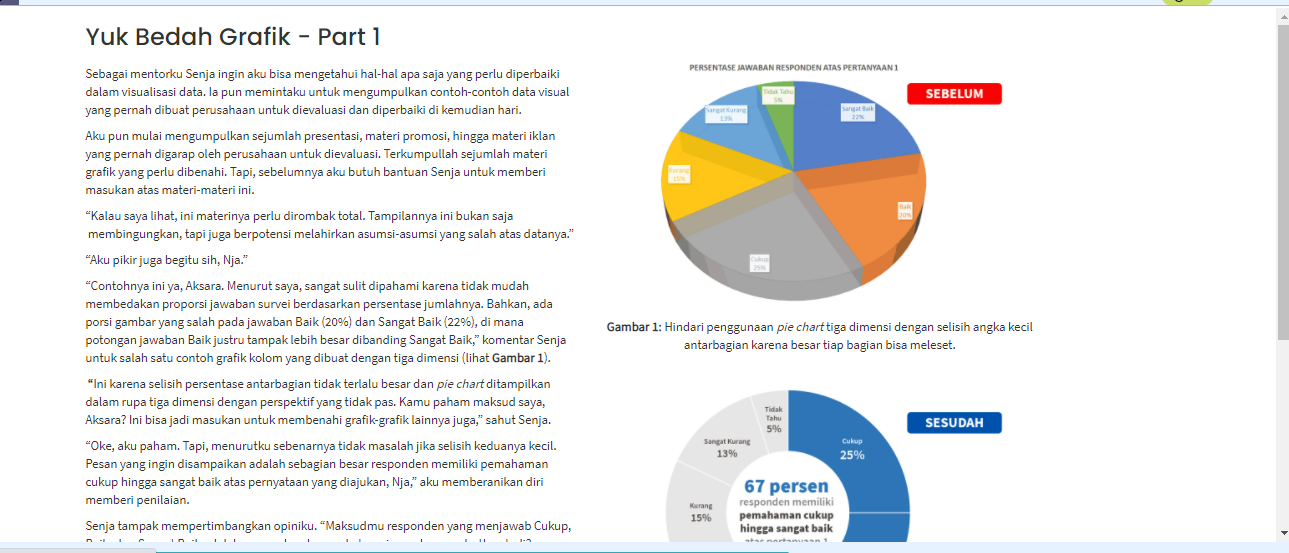 Yuk Bedah Grafik - Part 1
Sebagai mentorku Senja ingin aku bisa mengetahui hal-hal apa saja yang perlu diperbaiki
dalam visualisasi data. Ia pun memintaku untuk mengumpulkan contoh-contoh data visual
yang pernah dibuat perusahaan untuk dievaluasi dan diperbaiki di kemudian hari.
Aku pun mulai mengumpulkan sejumlah presentasi, materi promosi, hingga materi iklan
yang pernah digarap oleh perusahaan untuk dievaluasi. Terkumpullah sejumlah materi
grafik yang perlu dibenahi. Tapi, sebelumnya aku butuh bantuan Senja untuk memberi
masukan atas materi-materi ini.
“Kalau saya lihat, ini materinya perlu dirombak total. Tampilannya ini bukan saja
membingungkan, tapi juga berpotensi melahirkan asumsi-asumsi yang salah atas datanya.”
“Aku pikir juga begitu sih, Nja.”
“Contohnya ini ya, Aksara. Menurut saya, sangat sulit dipahami karena tidak mudah
membedakan proporsi jawaban survei berdasarkan persentase jumlahnya. Bahkan, ada
porsi gambar yang salah pada jawaban Baik (20%) dan Sangat Baik (22%), di mana
potongan jawaban Baik justru tampak lebih besar dibanding Sangat Baik,” komentar Senja
untuk salah satu contoh grafik kolom yang dibuat dengan tiga dimensi (lihat Gambar 1).
“Ini karena selisih persentase antarbagian tidak terlalu besar dan pie chart ditampilkan
dalam rupa tiga dimensi dengan perspektif yang tidak pas. Kamu paham maksud saya,
Aksara? Ini bisa jadi masukan untuk membenahi grafik-grafik lainnya juga,” sahut Senja.
“Oke, aku paham. Tapi, menurutku sebenarnya tidak masalah jika selisih keduanya kecil.
Pesan yang ingin disampaikan adalah sebagian besar responden memiliki pemahaman
cukup hingga sangat baik atas pernyataan yang diajukan, Nja,” aku memberanikan diri
memberi penilaian.
Senja tampak mempertimbangkan opiniku. “Maksudmu responden yang menjawab Cukup,
PERSENTASE JAWABAN RESPONDEN ATAS PERTANYAAN 1
SEBELUM
Tidak Tahu
5%
Sangat Kurang
13%
Sangat Baik
22%
Kurang
15%
Baik
20%
Cukup
25%
Gambar 1: Hindari penggunaan pie chart tiga dimensi dengan selisih angka kecil
antarbagian karena besar tiap bagian bisa meleset.
SESUDAH
Tidak
Tahu
5%
Sangat Kurang
13%
Cukup
25%
Kurang
15%
67 persen
responden memiliki
pemahaman cukup
hingga sangat baik
atas pertanyaan 1